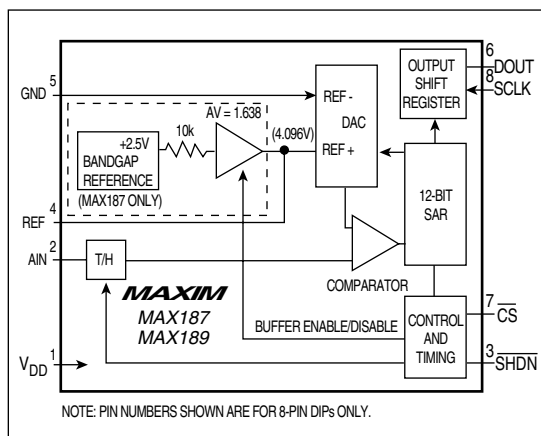 GND 5
REF 4
AIN 2
VDD 1
+2.5V
BANDGAP
REFERENCE
(MAX187 ONLY)
10k
AV = 1.638
(4.096V)
REF -
DAC
REF +
T/H
COMPARATOR
MAXIM
MAX187
MAX189
BUFFER ENABLE/DISABLE
OUTPUT
SHIFT
REGISTER
12-BIT
SAR
CONTROL
AND
TIMING
6 DOUT
8 SCLK
7 CS
3 SHDN
NOTE: PIN NUMBERS SHOWN ARE FOR 8-PIN DIPs ONLY.